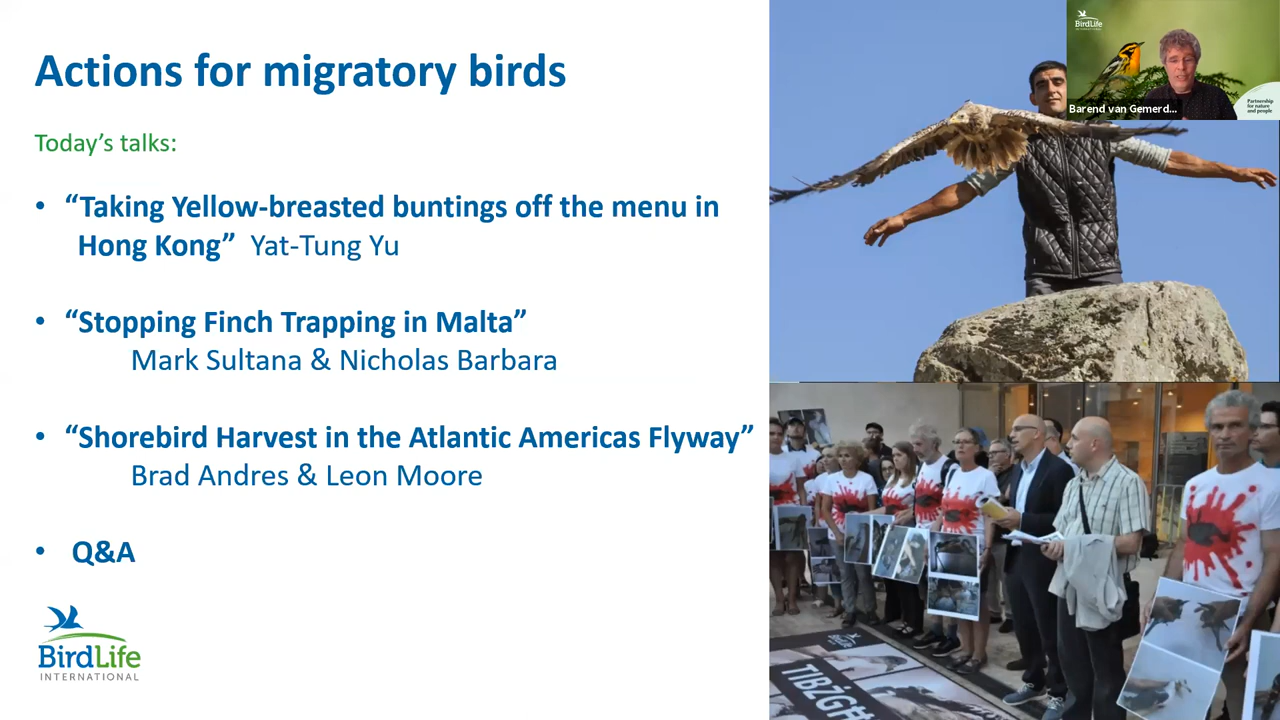 Actions for migratory birds
Today’s talks:
• “Taking Yellow-breasted buntings off the menu in
Hong Kong” Yat-Tung Yu
• “Stopping Finch Trapping in Malta”
Mark Sultana & Nicholas Barbara
• “Shorebird Harvest in the Atlantic Americas Flyway”
Brad Andres & Leon Moore
• Q&A
BirdLife
INTERNATIONAL
BirdLife
INTERNATIONAL
Barend van Gemerd...
Partnership
for nature
and people